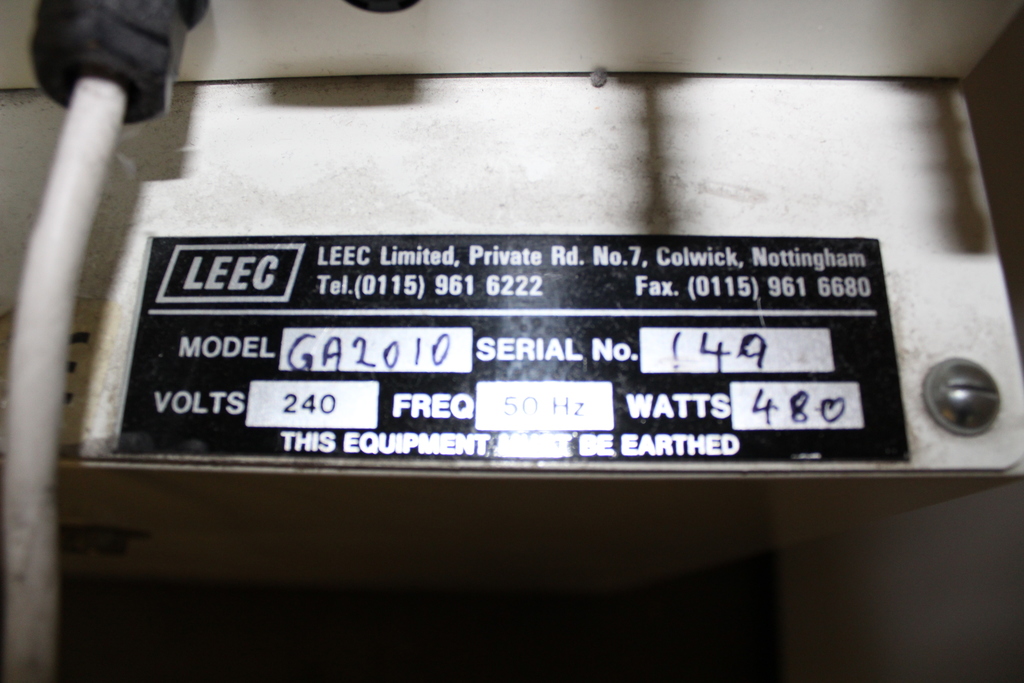 LEEC
LEEC Limited, Private Rd. No.7, Colwick, Nottingham
Tel.(0115) 961 6222 Fax. (0115) 961 6680
MODEL GA2010 SERIAL No. 149
VOLTS 240 FREQ 50 Hz WATTS 480
THIS EQUIPMENT MUST BE EARTHED